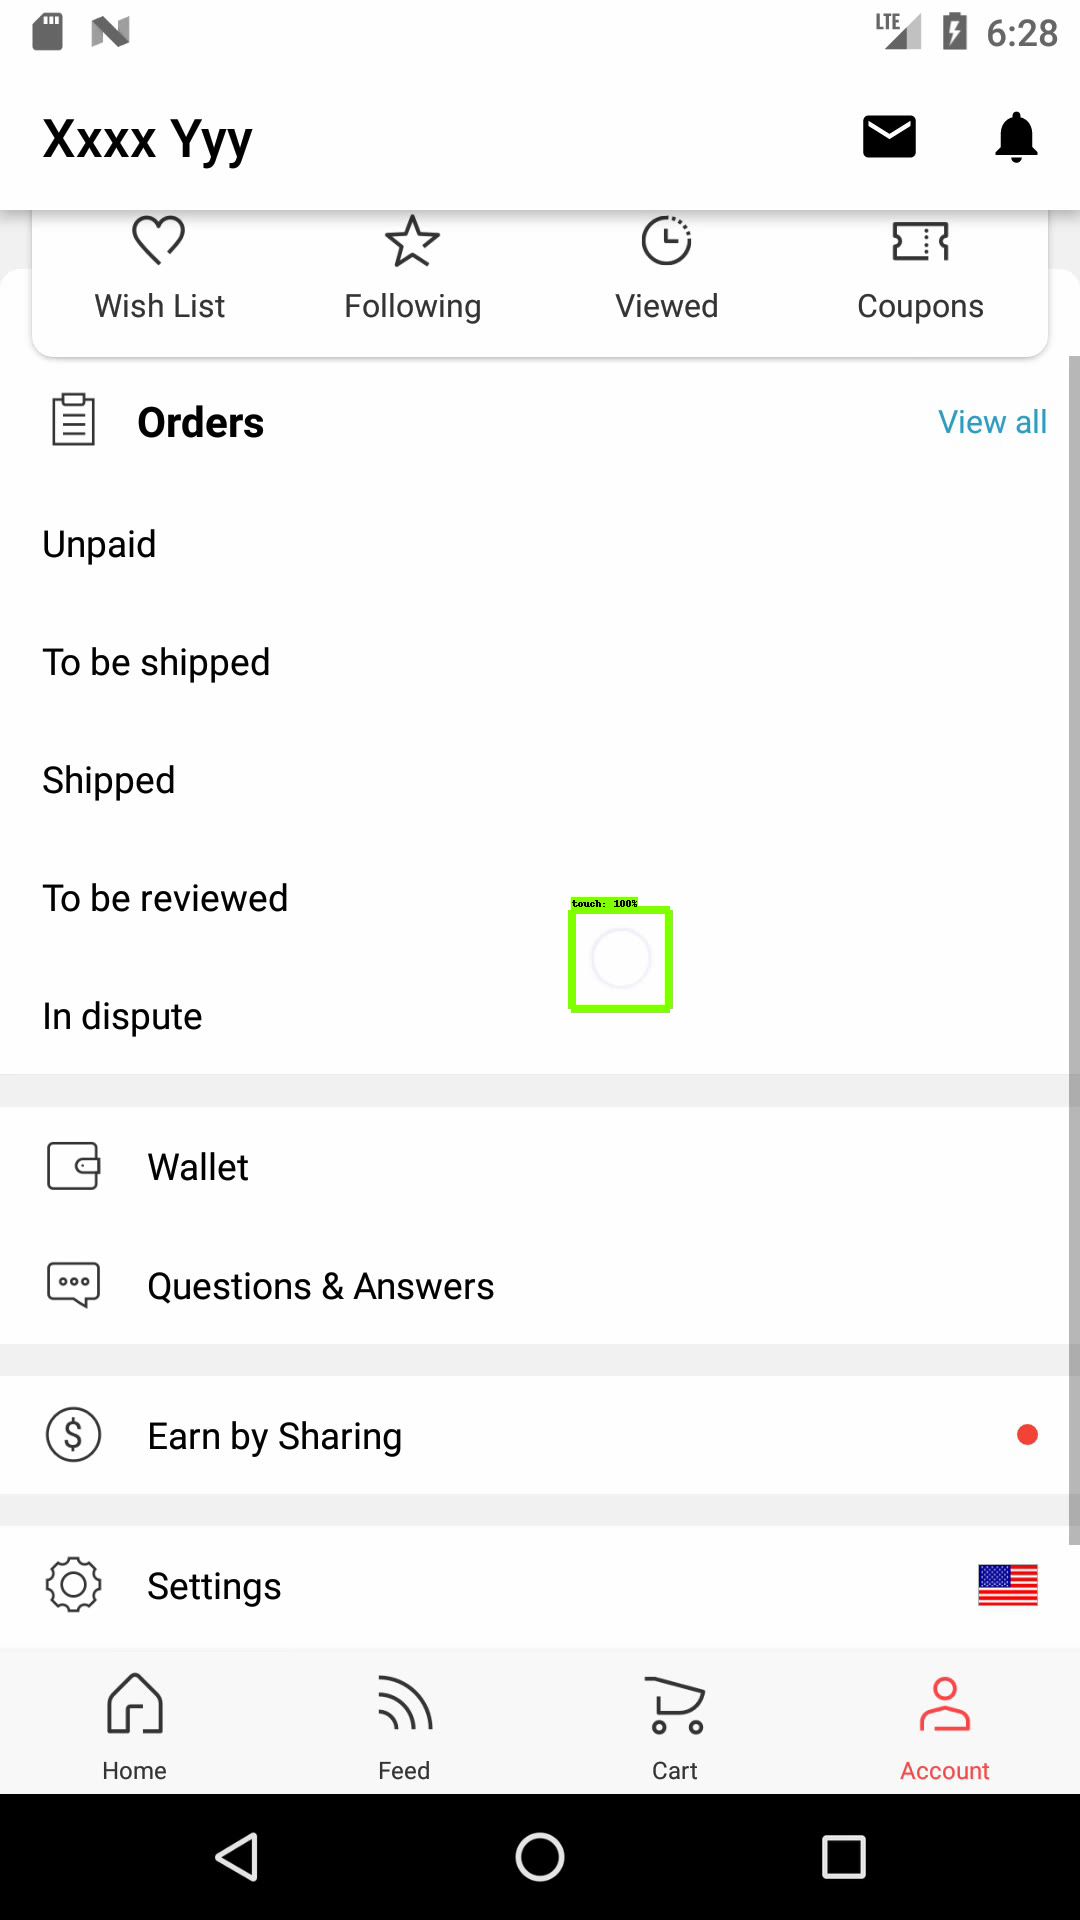 LTE 6:28
Xxxx Yyy
Wish List Following Viewed Coupons
Orders View all
Unpaid
To be shipped
Shipped
To be reviewed
touch: 100%
In dispute
Wallet
Questions & Answers
Earn by Sharing
Settings
Home Feed Cart Account